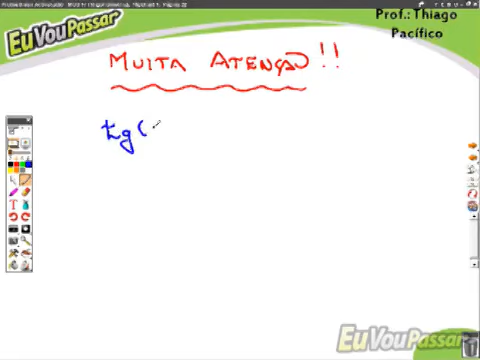 EuVouPassar
Prof.: Thiago
Pacífico
MUITA ATENÇÃO!!
tg(
EuVouPassar